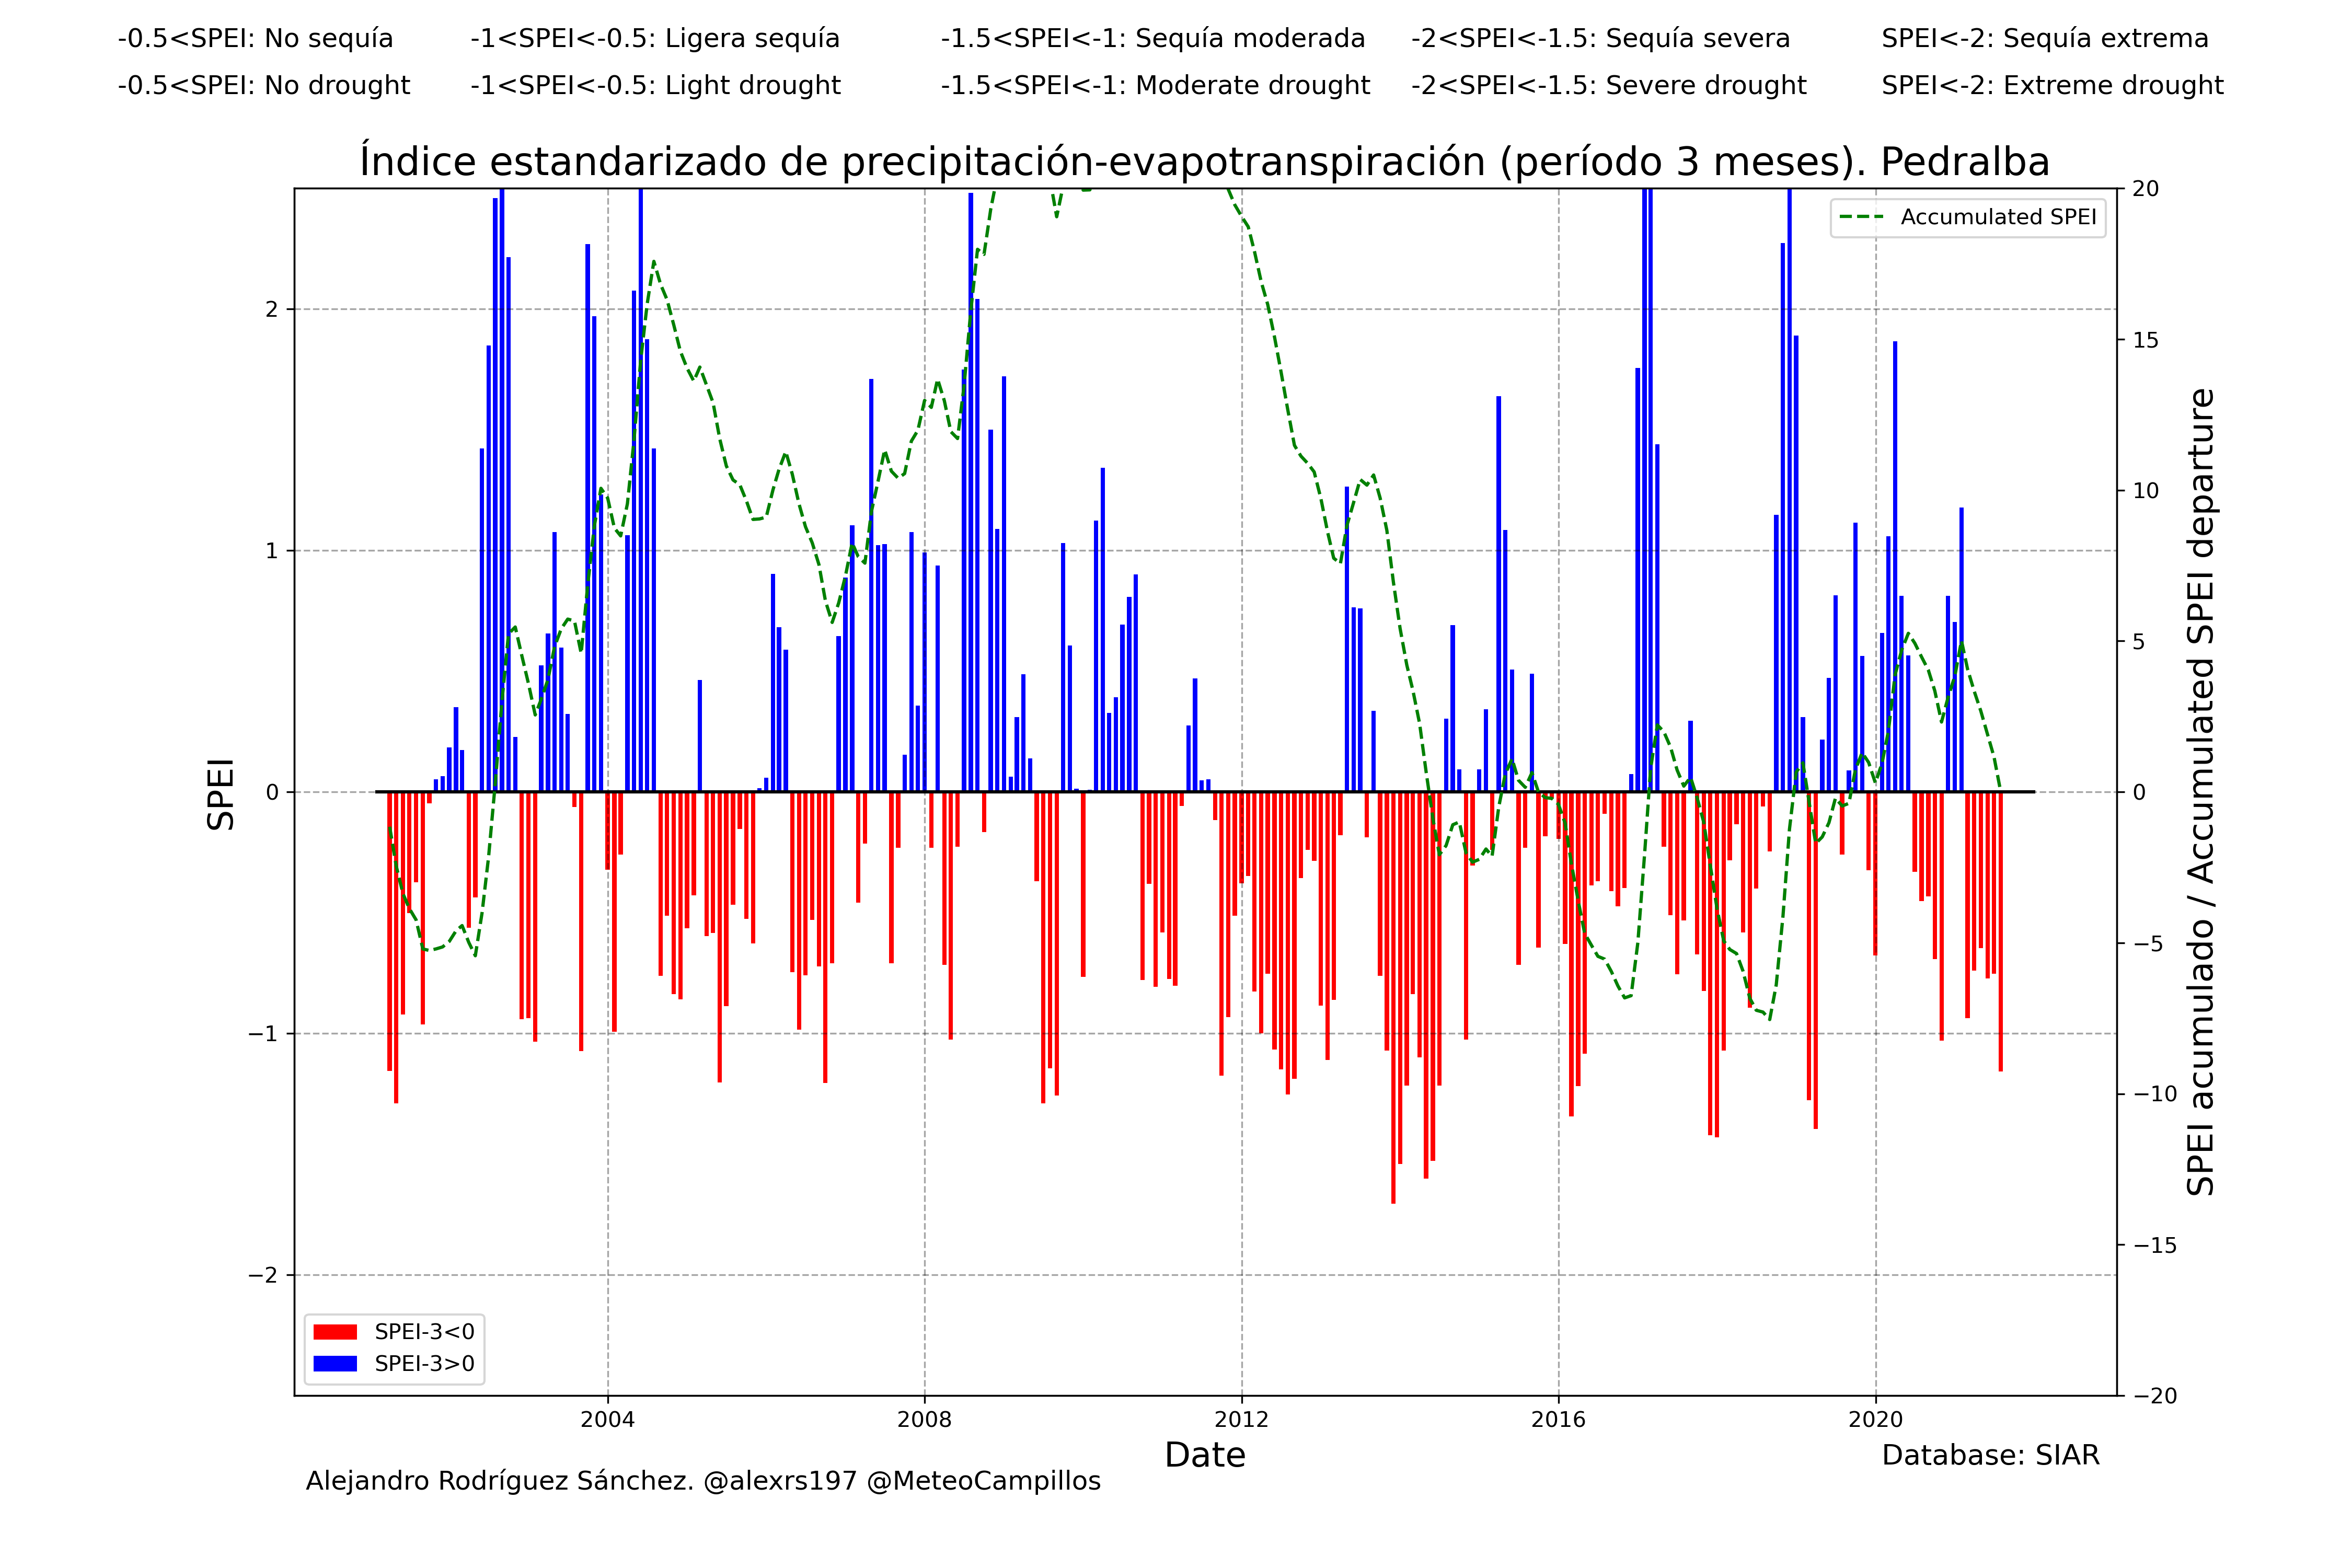 -0.5<SPEI: No sequía -1<SPEI<-0.5: Ligera sequía -1.5<SPEI<-1: Sequía moderada -2<SPEI<-1.5: Sequía severa SPEI<-2: Sequía extrema
-0.5<SPEI: No drought -1<SPEI<-0.5: Light drought -1.5<SPEI<-1: Moderate drought -2<SPEI<-1.5: Severe drought SPEI<-2: Extreme drought
Índice estandarizado de precipitación-evapotranspiración (período 3 meses). Pedralba
Accumulated SPEI
SPEI
2
1
0
−1
−2
20
15
10
5
0
−5
−10
−15
−20
SPEI acumulado / Accumulated SPEI departure
SPEI-3<0
SPEI-3>0
2004 2008 2012 2016 2020
Date
Database: SIAR
Alejandro Rodríguez Sánchez. @alexrs197 @MeteoCampillos